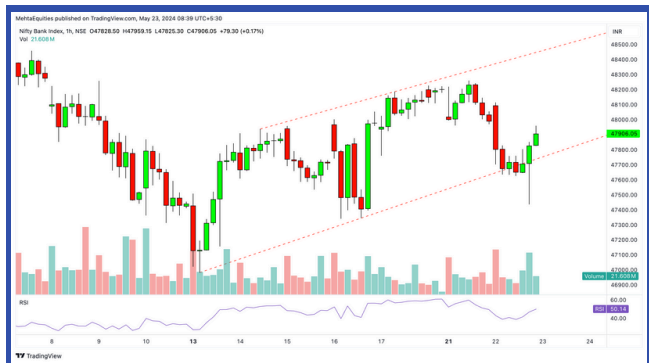 MehtaEquities published on TradingView.com, May 23, 2024 08:39 UTC+5:30
Nifty Bank Index, 1h, NSE O47828.50 H47959.15 L47825.30 C47906.05 +79.30 (+0.17%)
Vol 21.608M
INR
48500.00
48400.00
48300.00
48200.00
48100.00
48000.00
47906.05
47800.00
47700.00
47600.00
47500.00
47400.00
47300.00
47200.00
47100.00
47000.00
Volume 21.608M
46900.00
RSI
60.00
RSI 50.14
40.00
8 9 10 13 14 15 16 17 21 22 23 24
TradingView